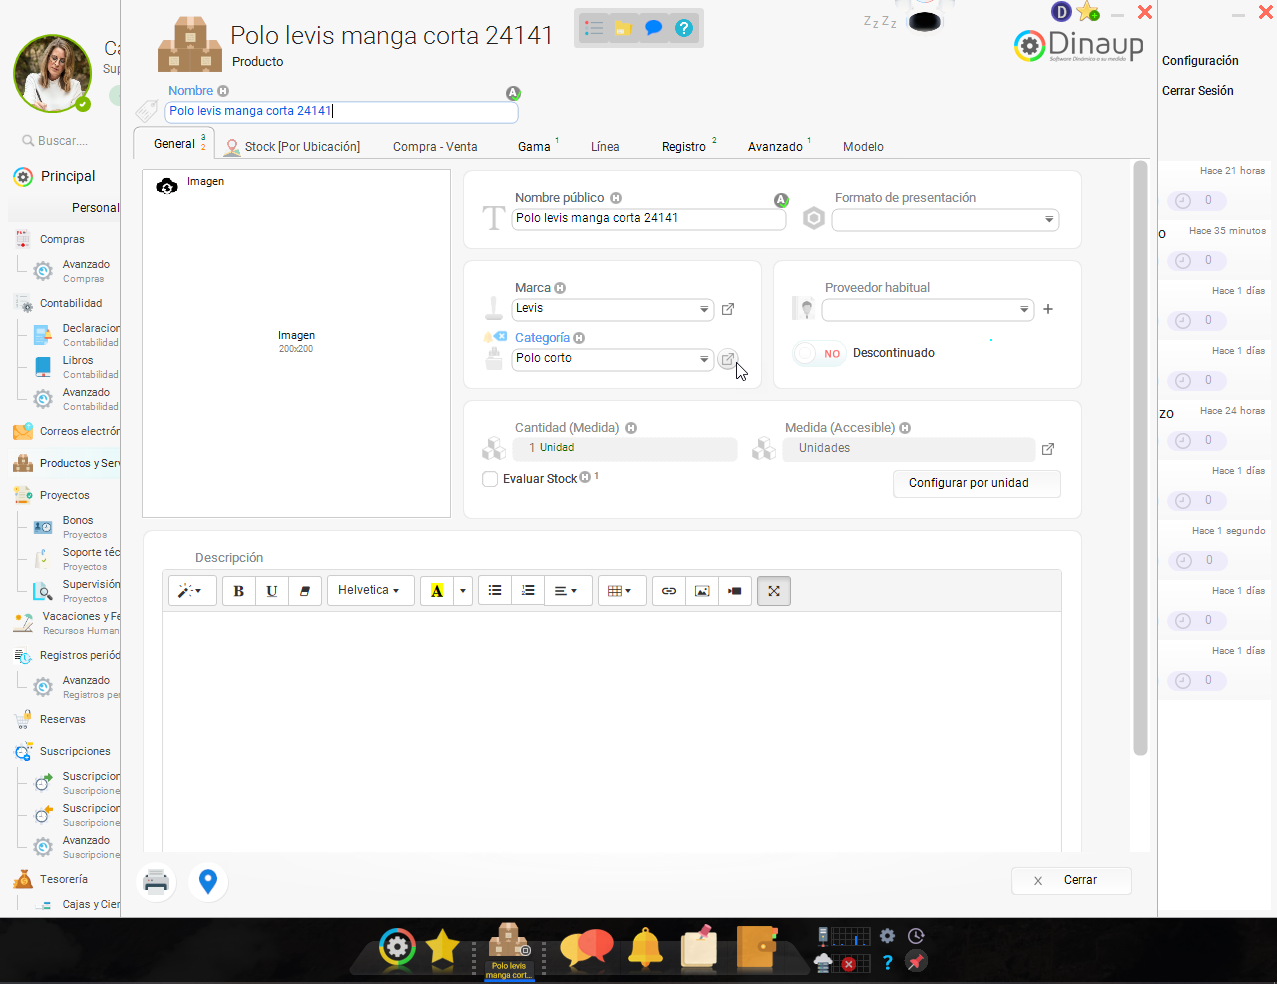 Polo levis manga corta 24141
Producto
Dinaup
Software Dinámico a su medida
Configuración
Cerrar Sesión
Buscar....
Principal
Personal
Compras
Avanzado
Compras
Contabilidad
Declaracion
Contabilidad
Libros
Contabilidad
Avanzado
Contabilidad
Correos electrón
Productos y Serv
Proyectos
Bonos
Proyectos
Soporte téc
Proyectos
Supervisión
Proyectos
Vacaciones y Fe
Recursos Human
Registros periód
Avanzado
Registros per
Reservas
Suscripciones
Suscripcion
Suscripcione
Suscripcion
Suscripcione
Avanzado
Suscripcione
Tesorería
Cajas y Cier
Nombre H
A
Polo levis manga corta 24141
General 3 2
Stock [Por Ubicación]
Compra - Venta
Gama 1
Línea
Registro 2
Avanzado 1
Modelo
Imagen
Imagen
200x200
Nombre público H
A
Polo levis manga corta 24141
Formato de presentación
Marca H
Levis
Categoría H
Polo corto
Proveedor habitual
NO Descontinuado
Cantidad (Medida) H
1 Unidad
Medida (Accesible) H
Unidades
Evaluar Stock H 1
Configurar por unidad
Descripción
B U Helvetica A
X Cerrar
Zz Zz
D
Hace 21 horas
0
o Hace 35 minutos
0
Hace 1 días
0
Hace 1 días
0
zo Hace 24 horas
0
Hace 1 días
0
Hace 1 segundo
0
Hace 1 días
0
Hace 1 días
0
Polo levis
manga cort...